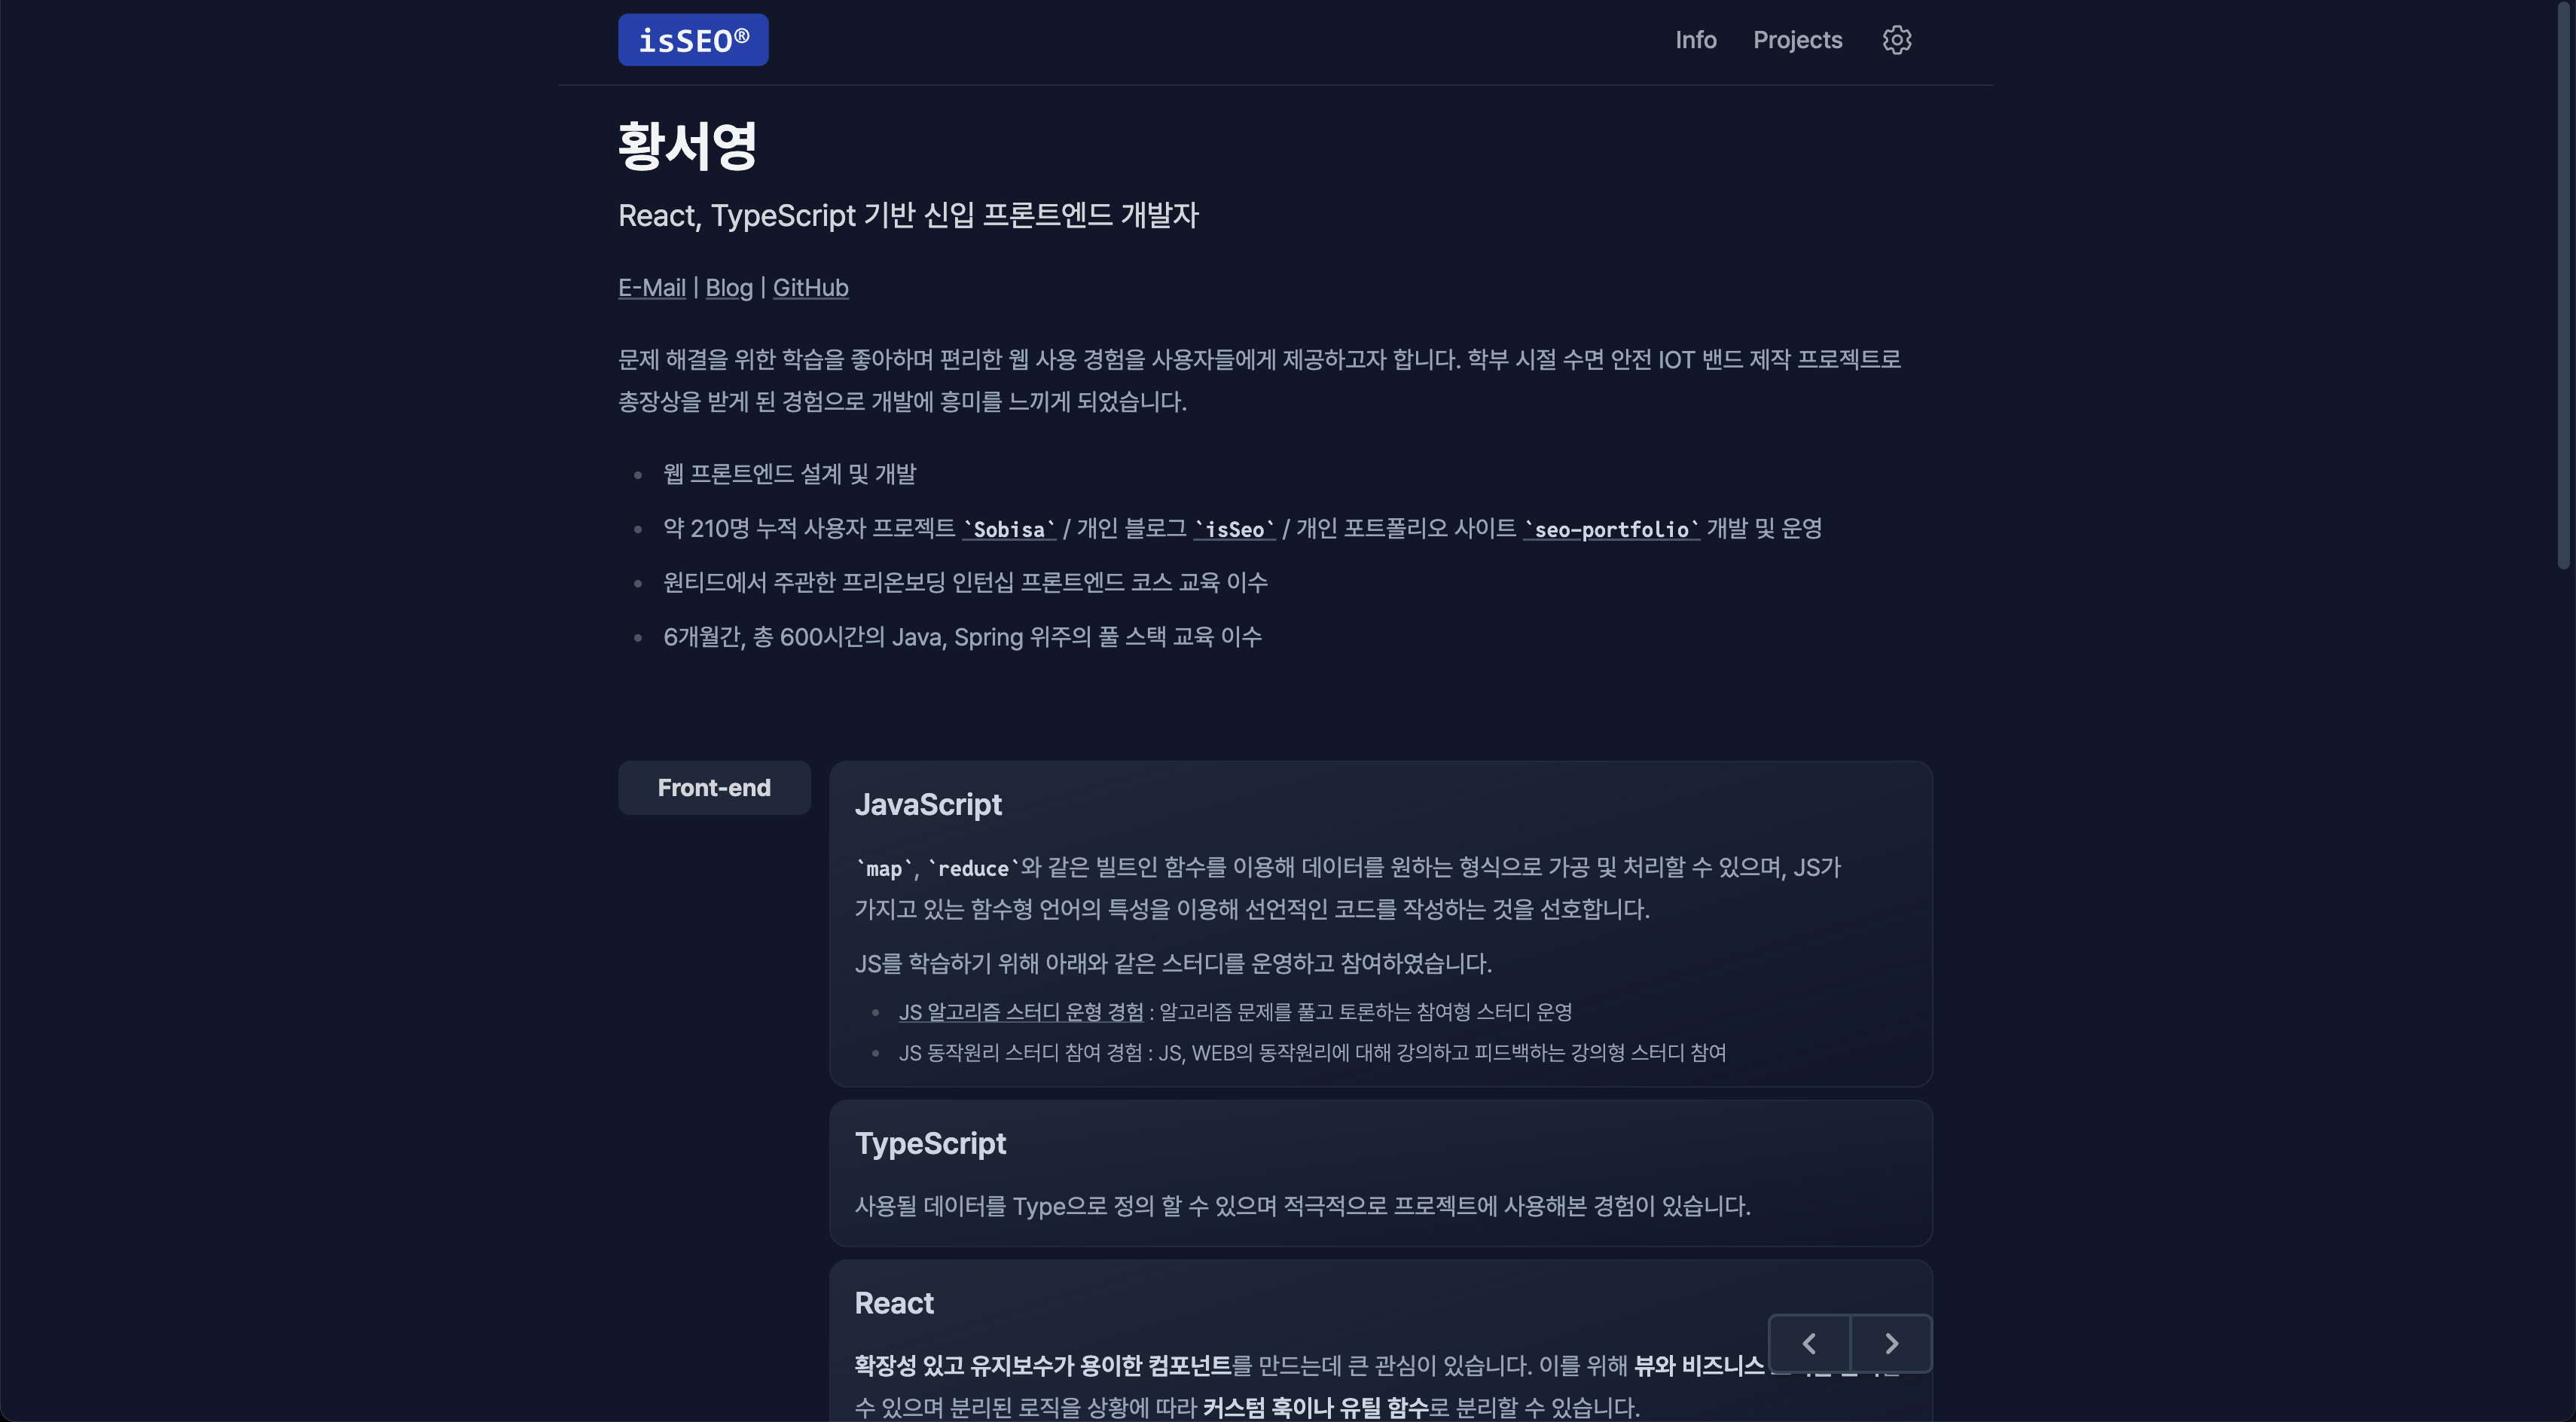 isSEO®
Info Projects
황서영
React, TypeScript 기반 신입 프론트엔드 개발자
E-Mail | Blog | GitHub
문제 해결을 위한 학습을 좋아하며 편리한 웹 사용 경험을 사용자들에게 제공하고자 합니다. 학부 시절 수면 안전 IOT 밴드 제작 프로젝트로
총장상을 받게 된 경험으로 개발에 흥미를 느끼게 되었습니다.
• 웹 프론트엔드 설계 및 개발
• 약 210명 누적 사용자 프로젝트 `Sobisa` / 개인 블로그 `isSeo` / 개인 포트폴리오 사이트 `seo-portfolio` 개발 및 운영
• 원티드에서 주관한 프리온보딩 인턴십 프론트엔드 코스 교육 이수
• 6개월간, 총 600시간의 Java, Spring 위주의 풀 스택 교육 이수
Front-end
JavaScript
`map`, `reduce`와 같은 빌트인 함수를 이용해 데이터를 원하는 형식으로 가공 및 처리할 수 있으며, JS가
가지고 있는 함수형 언어의 특성을 이용해 선언적인 코드를 작성하는 것을 선호합니다.
JS를 학습하기 위해 아래와 같은 스터디를 운영하고 참여하였습니다.
• JS 알고리즘 스터디 운형 경험 : 알고리즘 문제를 풀고 토론하는 참여형 스터디 운영
• JS 동작원리 스터디 참여 경험 : JS, WEB의 동작원리에 대해 강의하고 피드백하는 강의형 스터디 참여
TypeScript
사용될 데이터를 Type으로 정의 할 수 있으며 적극적으로 프로젝트에 사용해본 경험이 있습니다.
React
확장성 있고 유지보수가 용이한 컴포넌트를 만드는데 큰 관심이 있습니다. 이를 위해 뷰와 비즈니스
수 있으며 분리된 로직을 상황에 따라 커스텀 훅이나 유틸 함수로 분리할 수 있습니다.